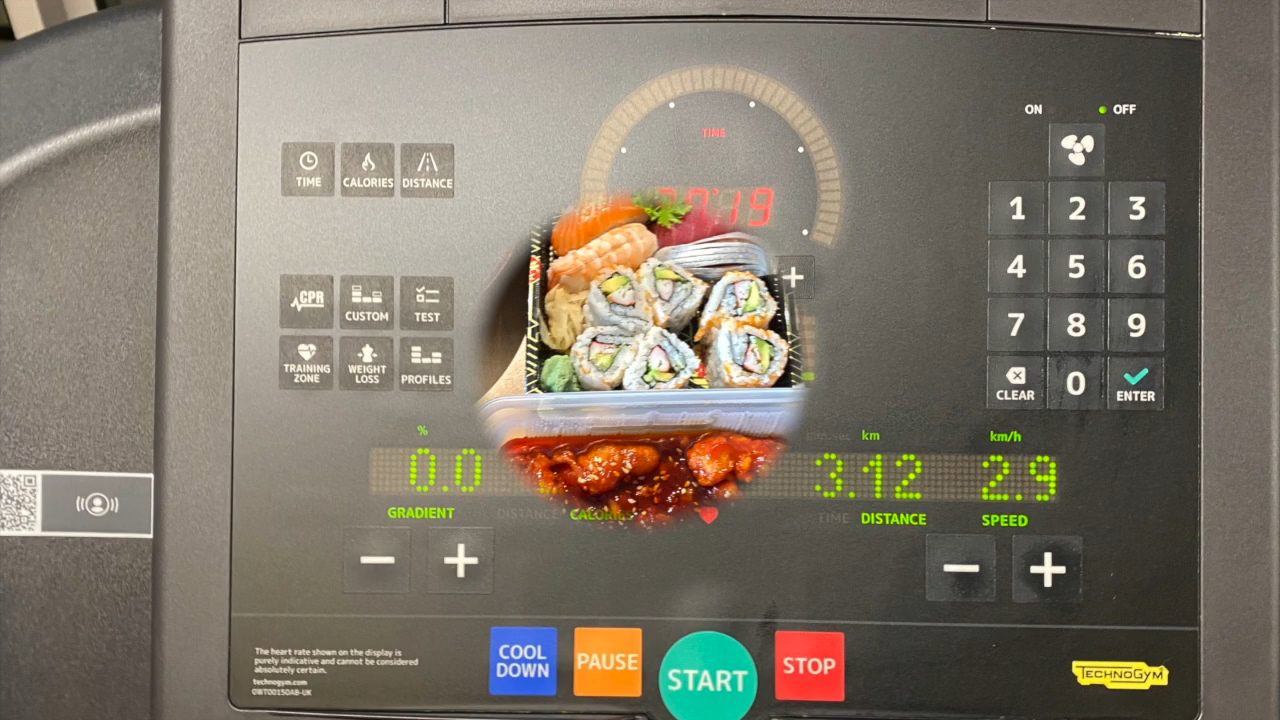 ON
OFF
TIME
TIME
CALORIES
DISTANCE
1 2 3
4 5 6
7 8 9
CLEAR 0 ENTER
+
CPR
CUSTOM
TEST
TRAINING
ZONE
WEIGHT
LOSS
PROFILES
%
km
km/h
0.0
3.12
2.9
GRADIENT
DISTANCE
CALORIES
TIME
DISTANCE
SPEED
− +
− +
The heart rate shown on the display is
purely indicative and cannot be considered
absolutely certain.
technogym.com
0WT00150AB-UK
COOL
DOWN
PAUSE
START
STOP
TECHNOGYM